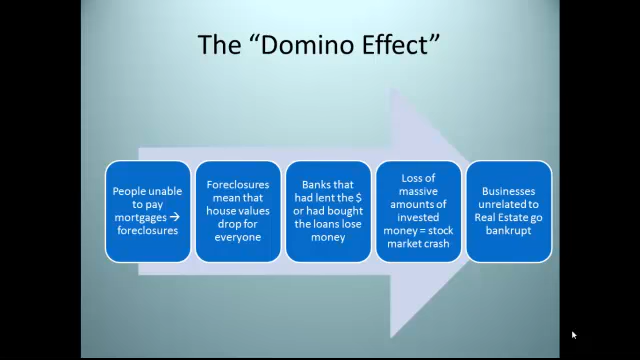 The “Domino Effect”
People unable
to pay
mortgages →
foreclosures
Foreclosures
mean that
house values
drop for
everyone
Banks that
had lent the $
or had bought
the loans lose
money
Loss of
massive
amounts of
invested
money = stock
market crash
Businesses
unrelated to
Real Estate go
bankrupt